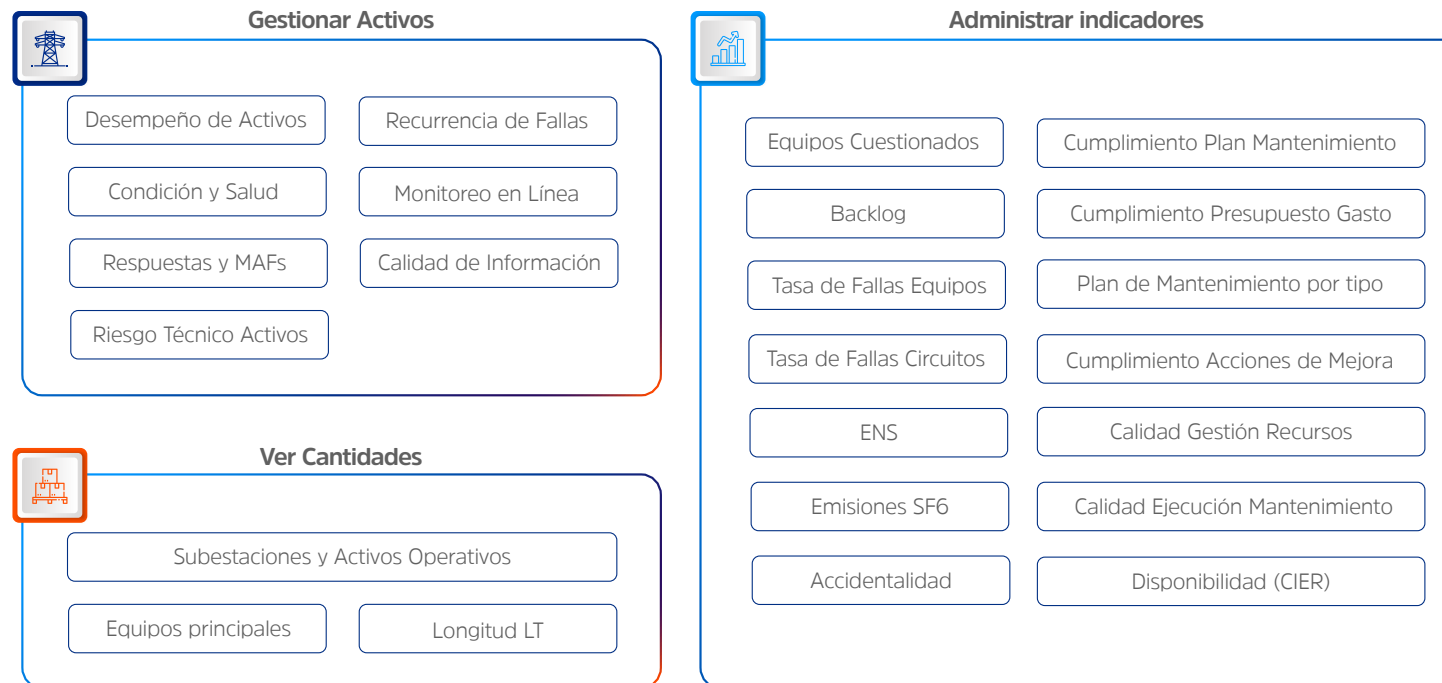 Gestionar Activos
Desempeño de Activos
Recurrencia de Fallas
Condición y Salud
Monitoreo en Línea
Respuestas y MAFs
Calidad de Información
Riesgo Técnico Activos
Ver Cantidades
Subestaciones y Activos Operativos
Equipos principales
Longitud LT
Administrar indicadores
Equipos Cuestionados
Cumplimiento Plan Mantenimiento
Backlog
Cumplimiento Presupuesto Gasto
Tasa de Fallas Equipos
Plan de Mantenimiento por tipo
Tasa de Fallas Circuitos
Cumplimiento Acciones de Mejora
ENS
Calidad Gestión Recursos
Emisiones SF6
Calidad Ejecución Mantenimiento
Accidentalidad
Disponibilidad (CIER)